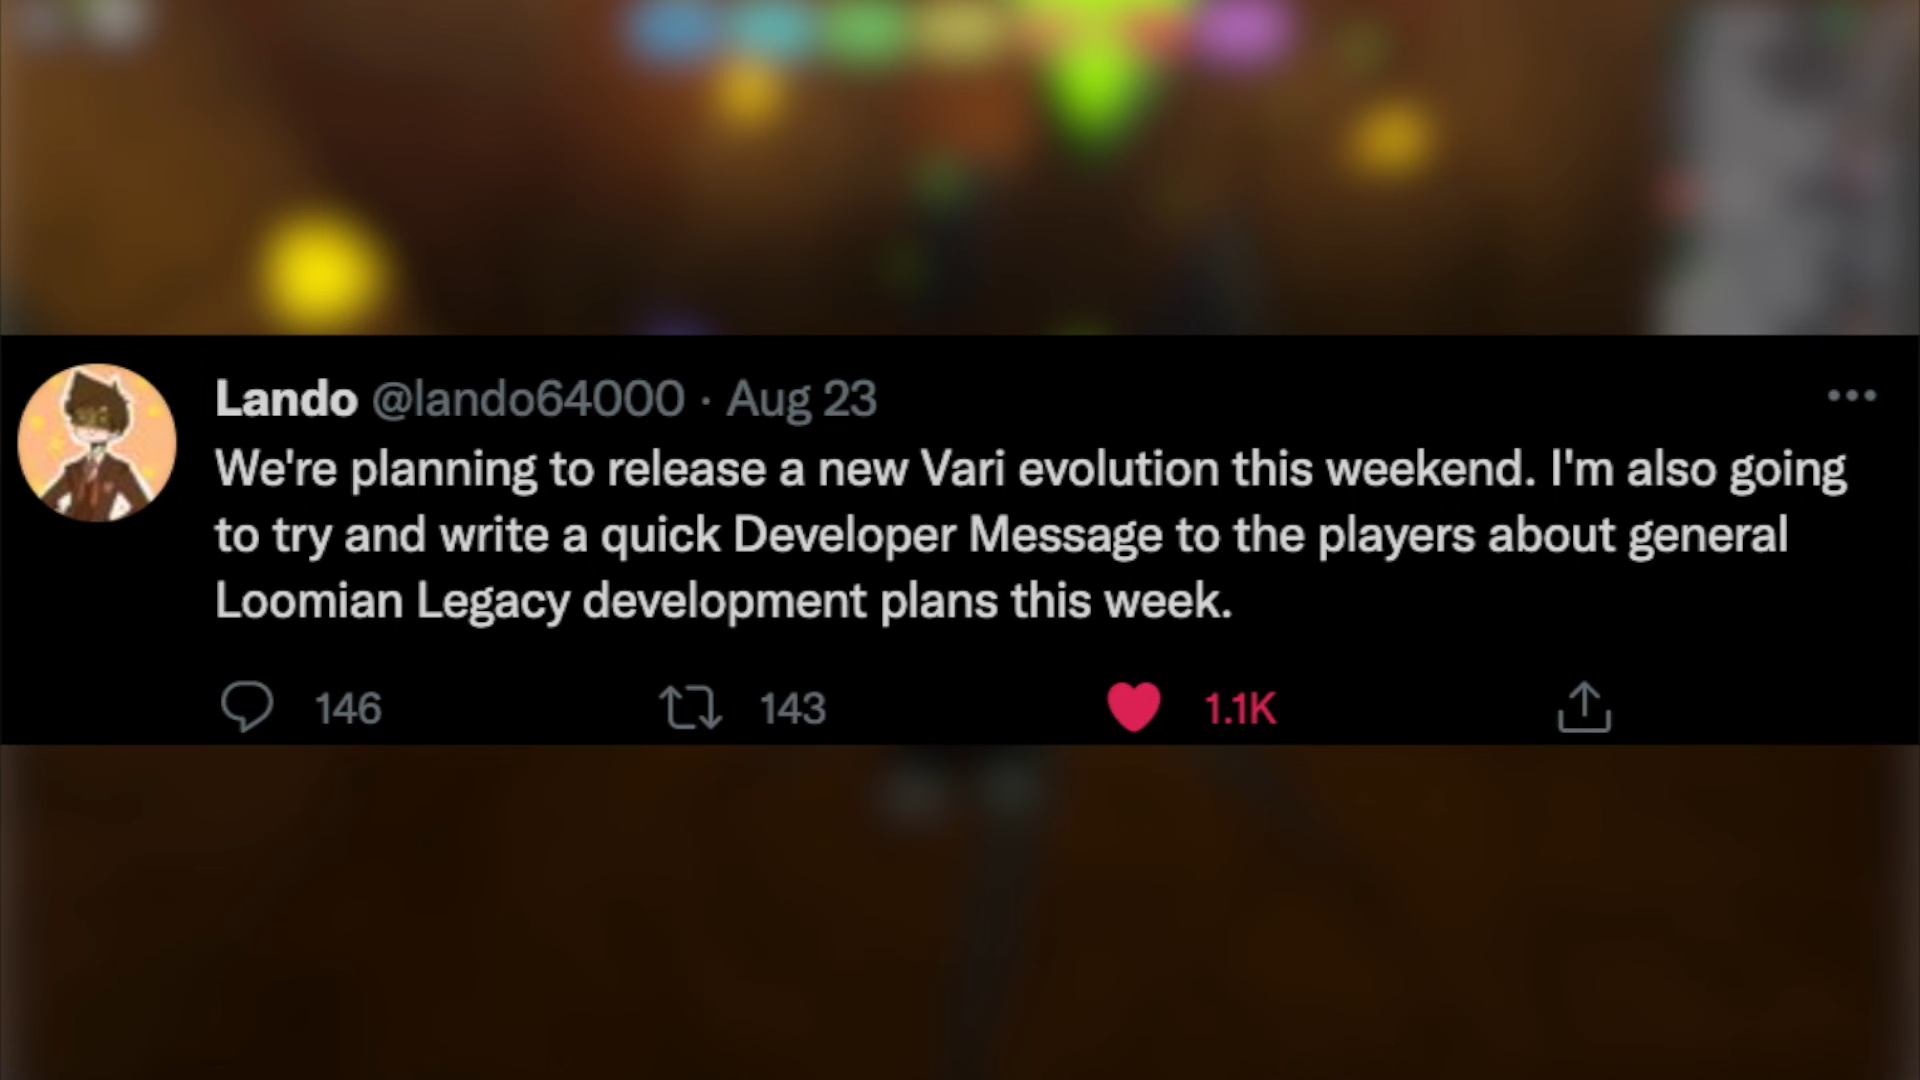 Lando @lando64000 · Aug 23
We're planning to release a new Vari evolution this weekend. I'm also going
to try and write a quick Developer Message to the players about general
Loomian Legacy development plans this week.
146 143 1.1K